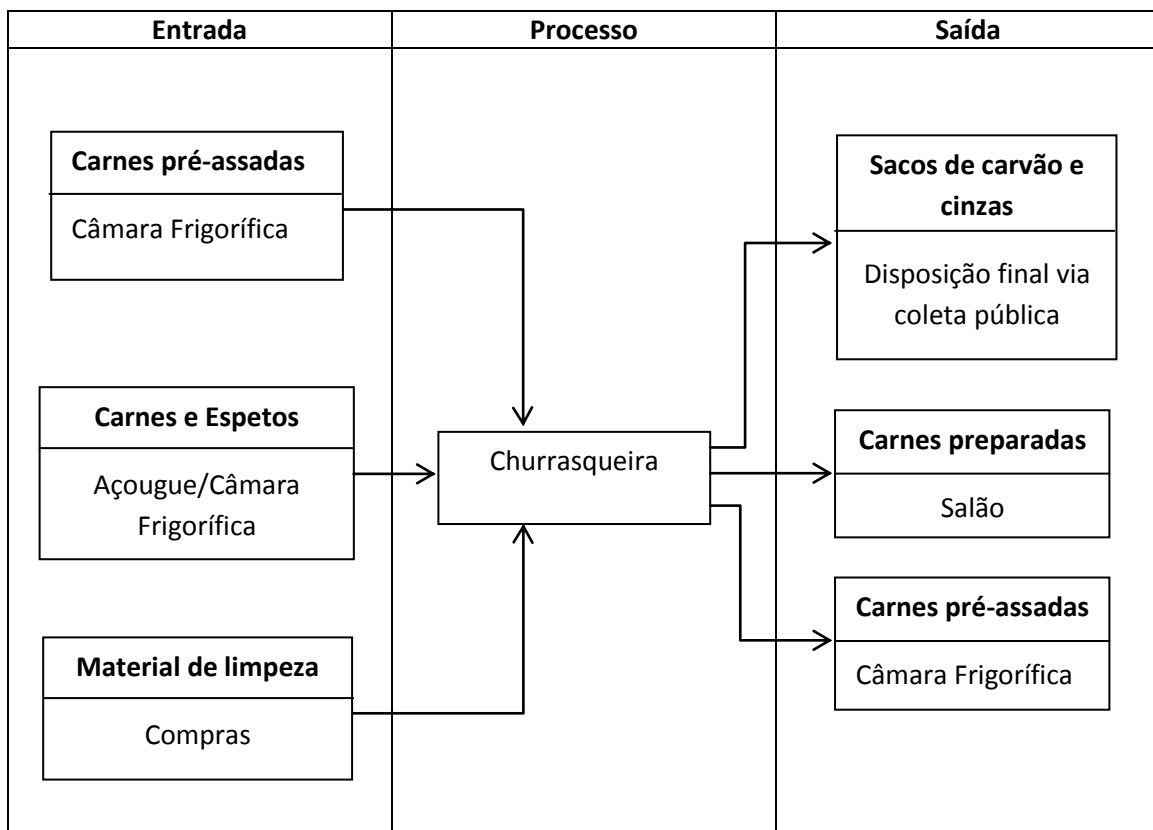 Entrada
Processo
Saída
Carnes pré-assadas
Câmara Frigorífica
Carnes e Espetos
Açougue/Câmara
Frigorífica
Material de limpeza
Compras
Churrasqueira
Sacos de carvão e
cinzas
Disposição final via
coleta pública
Carnes preparadas
Salão
Carnes pré-assadas
Câmara Frigorífica